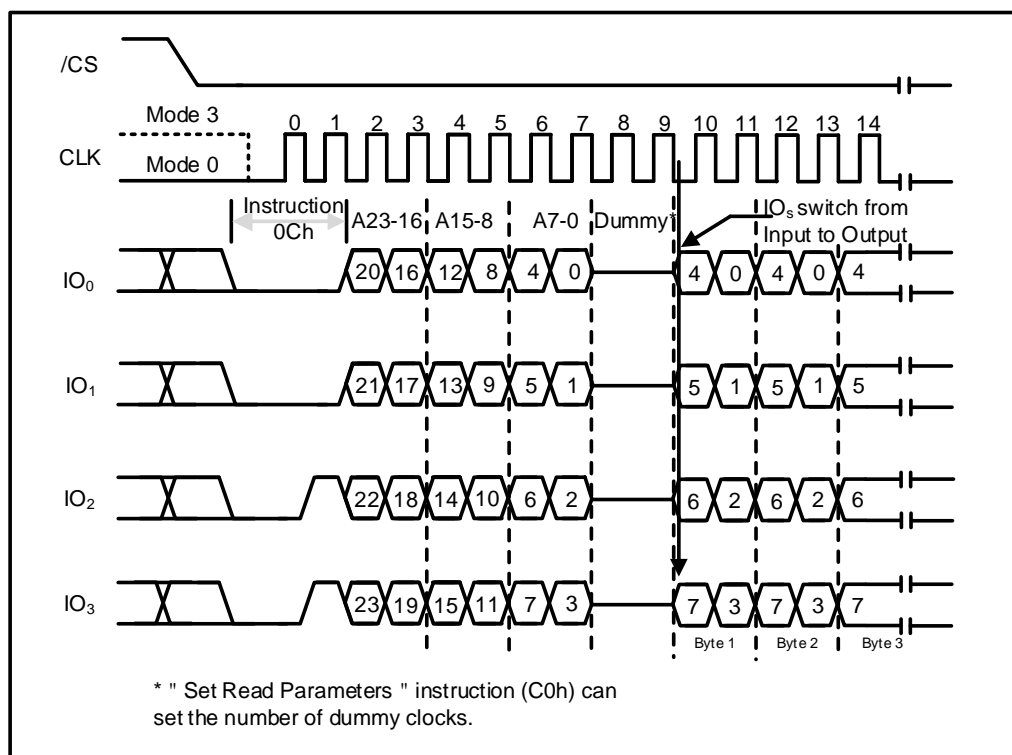 /CS
Mode 3
CLK
Mode 0
0 1 2 3 4 5 6 7 8 9 10 11 12 13 14
Instruction
0Ch
A23-16 A15-8 A7-0 Dummy*
IOs switch from
Input to Output
IO0
20 16 12 8 4 0 4 0 4 0 4
IO1
21 17 13 9 5 1 5 1 5 1 5
IO2
22 18 14 10 6 2 6 2 6 2 6
IO3
23 19 15 11 7 3 7 3 7 3 7
Byte 1 Byte 2 Byte 3
* " Set Read Parameters " instruction (C0h) can
set the number of dummy clocks.